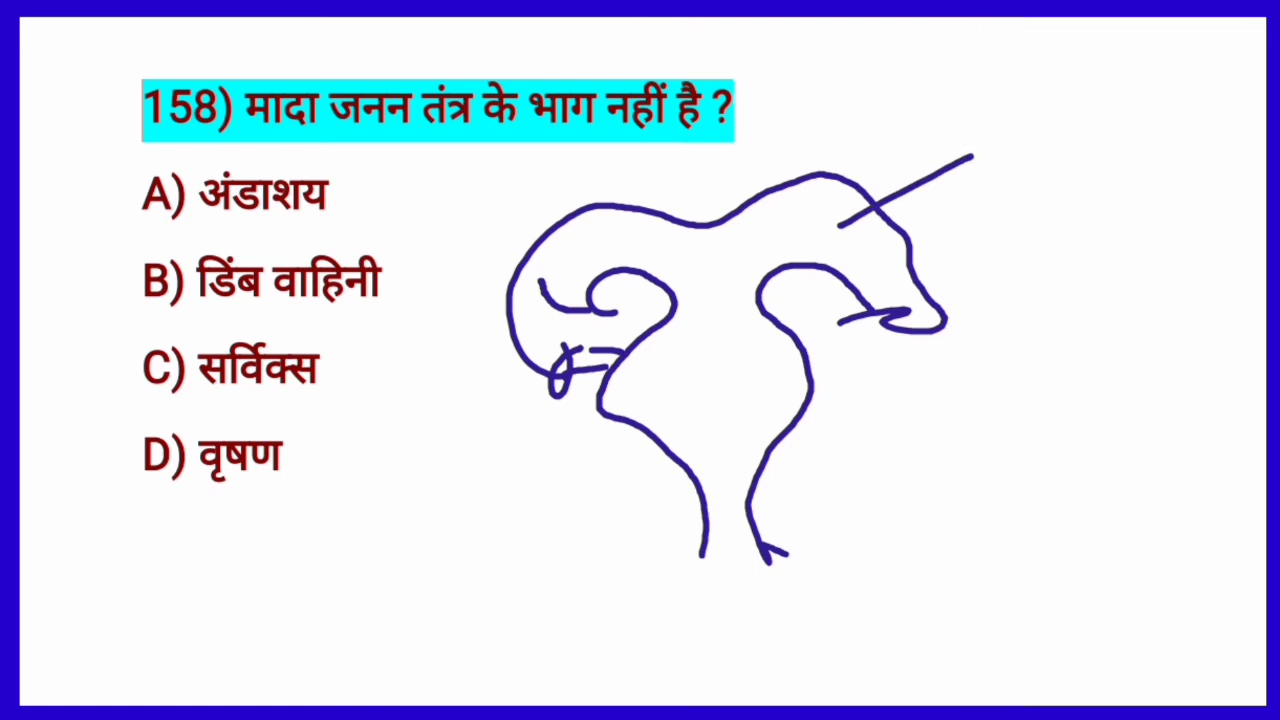 158) मादा जनन तंत्र के भाग नहीं है ?
A) अंडाशय
B) डिंब वाहिनी
C) सर्विक्स
D) वृषण